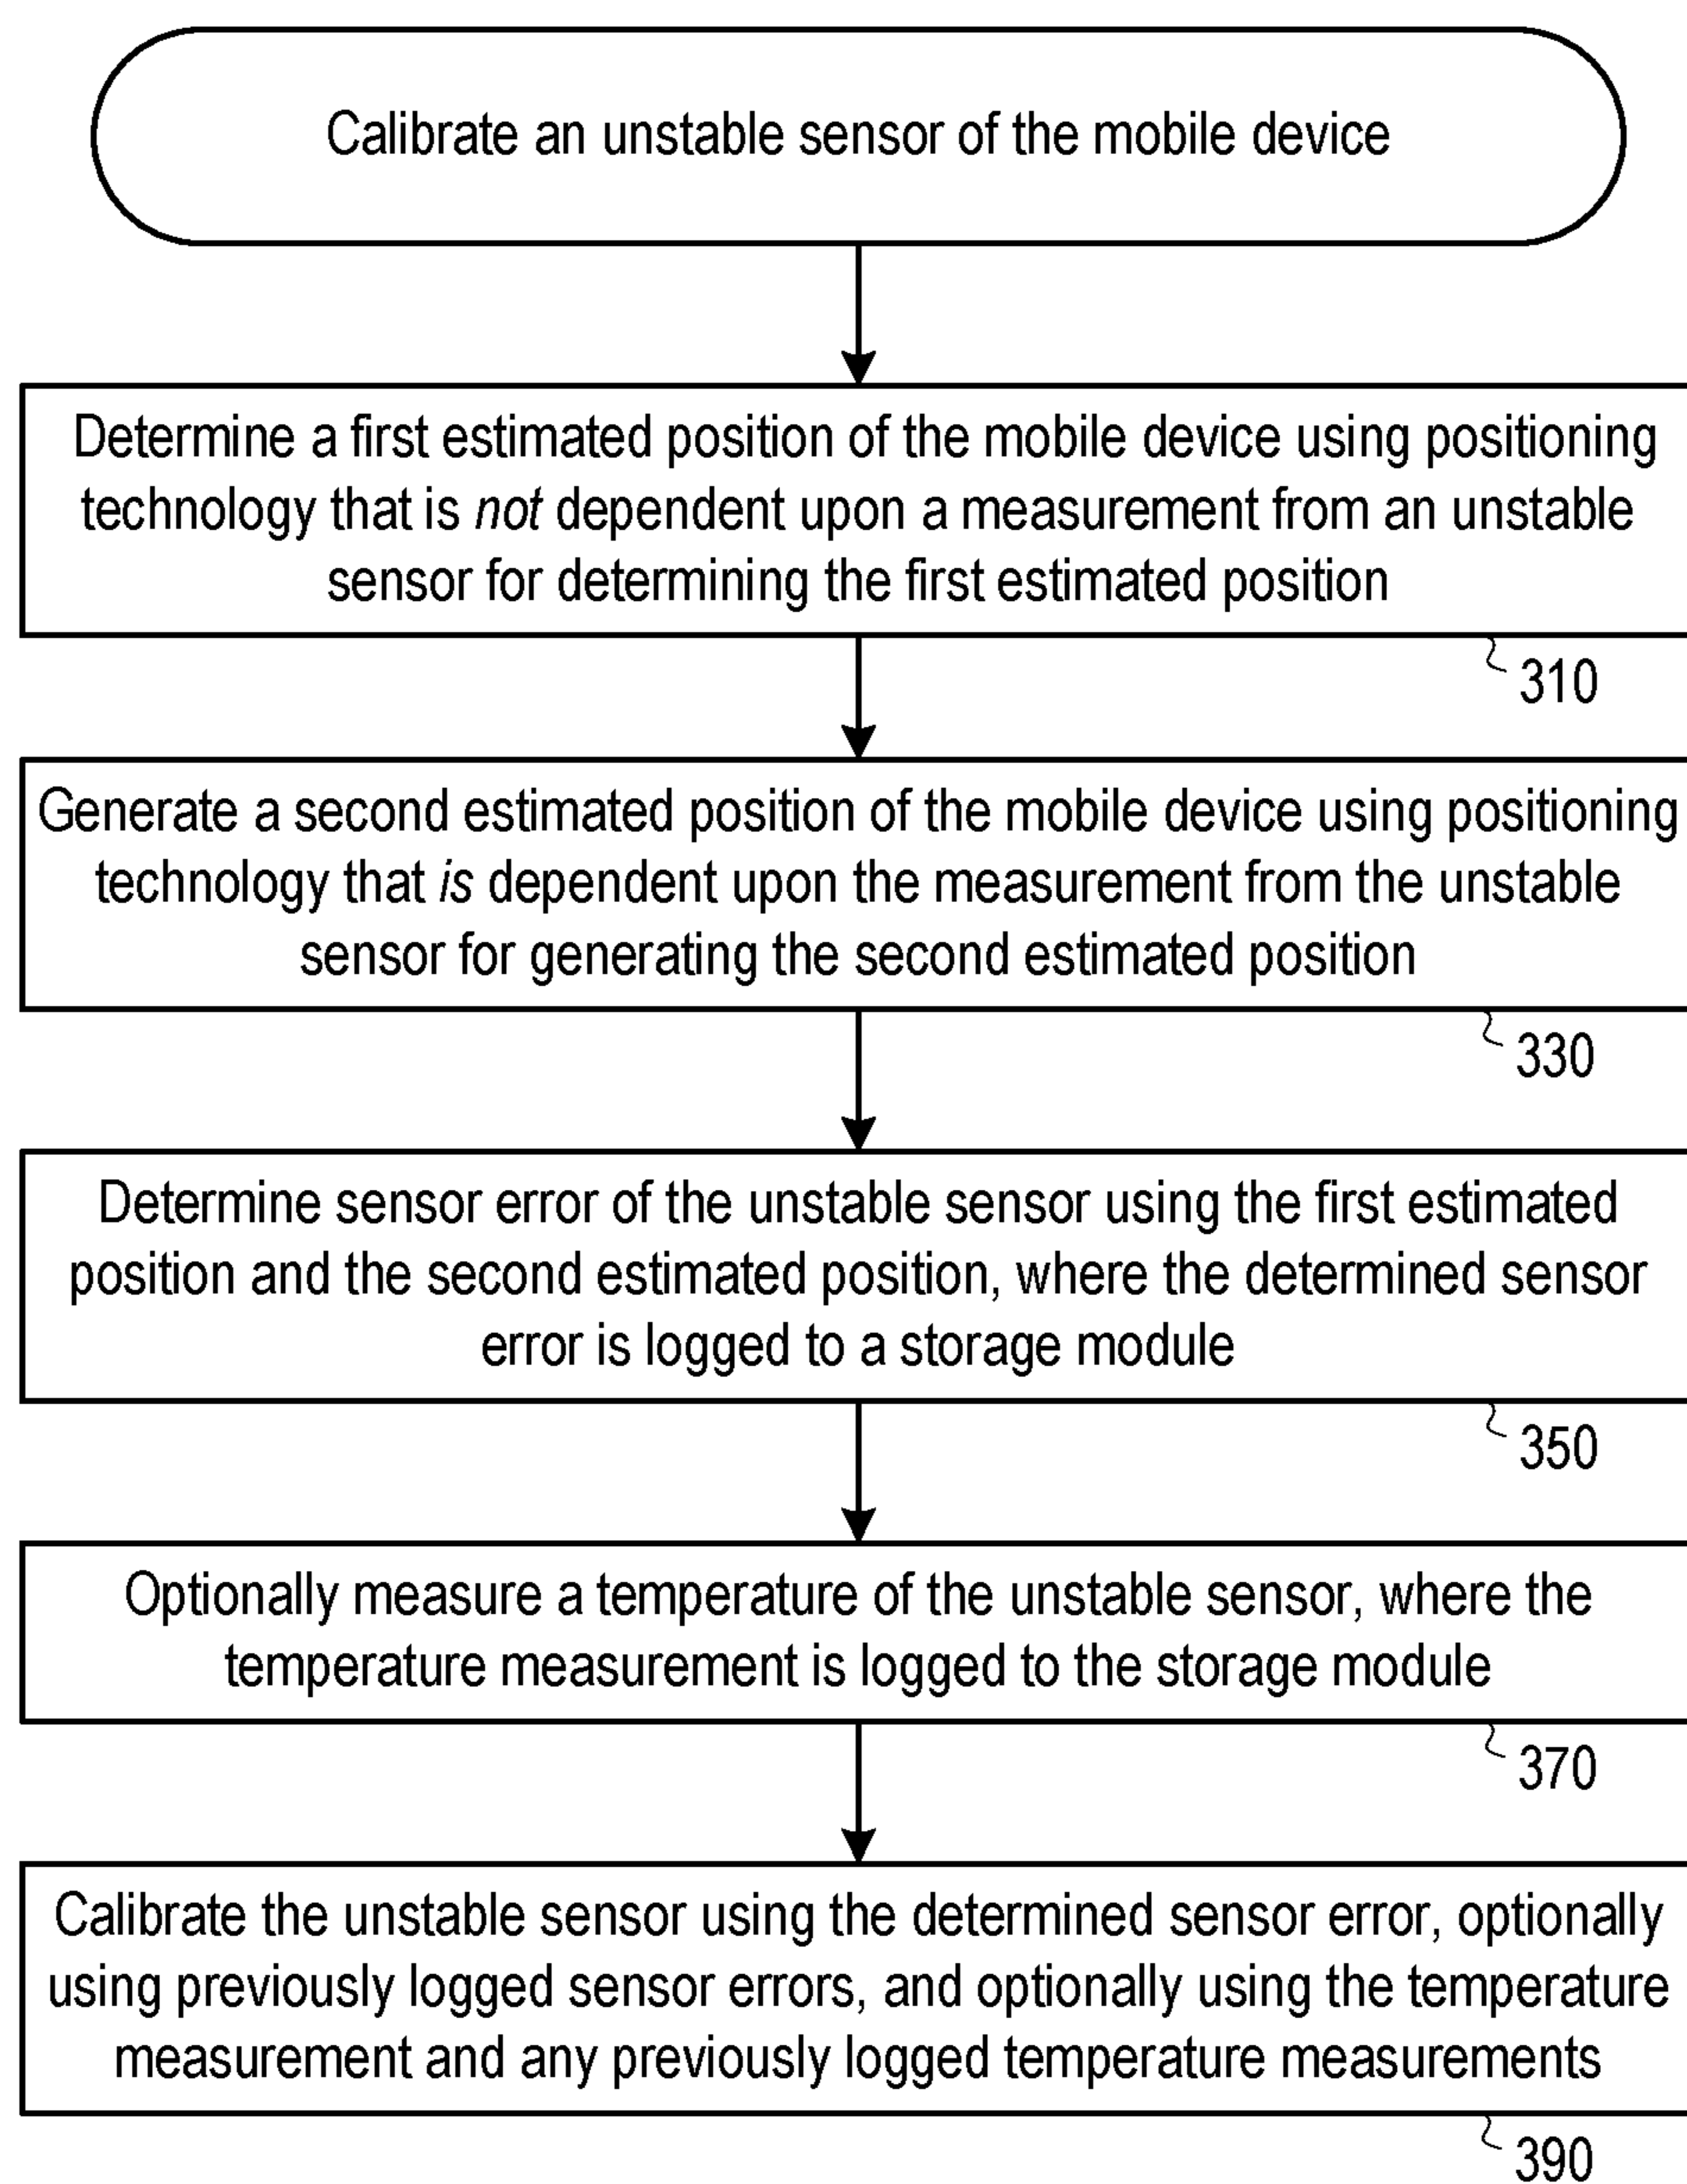 Calibrate an unstable sensor of the mobile device
Determine a first estimated position of the mobile device using positioning
technology that is not dependent upon a measurement from an unstable
sensor for determining the first estimated position
310
Generate a second estimated position of the mobile device using positioning
technology that is dependent upon the measurement from the unstable
sensor for generating the second estimated position
330
Determine sensor error of the unstable sensor using the first estimated
position and the second estimated position, where the determined sensor
error is logged to a storage module
350
Optionally measure a temperature of the unstable sensor, where the
temperature measurement is logged to the storage module
370
Calibrate the unstable sensor using the determined sensor error, optionally
using previously logged sensor errors, and optionally using the temperature
measurement and any previously logged temperature measurements
390